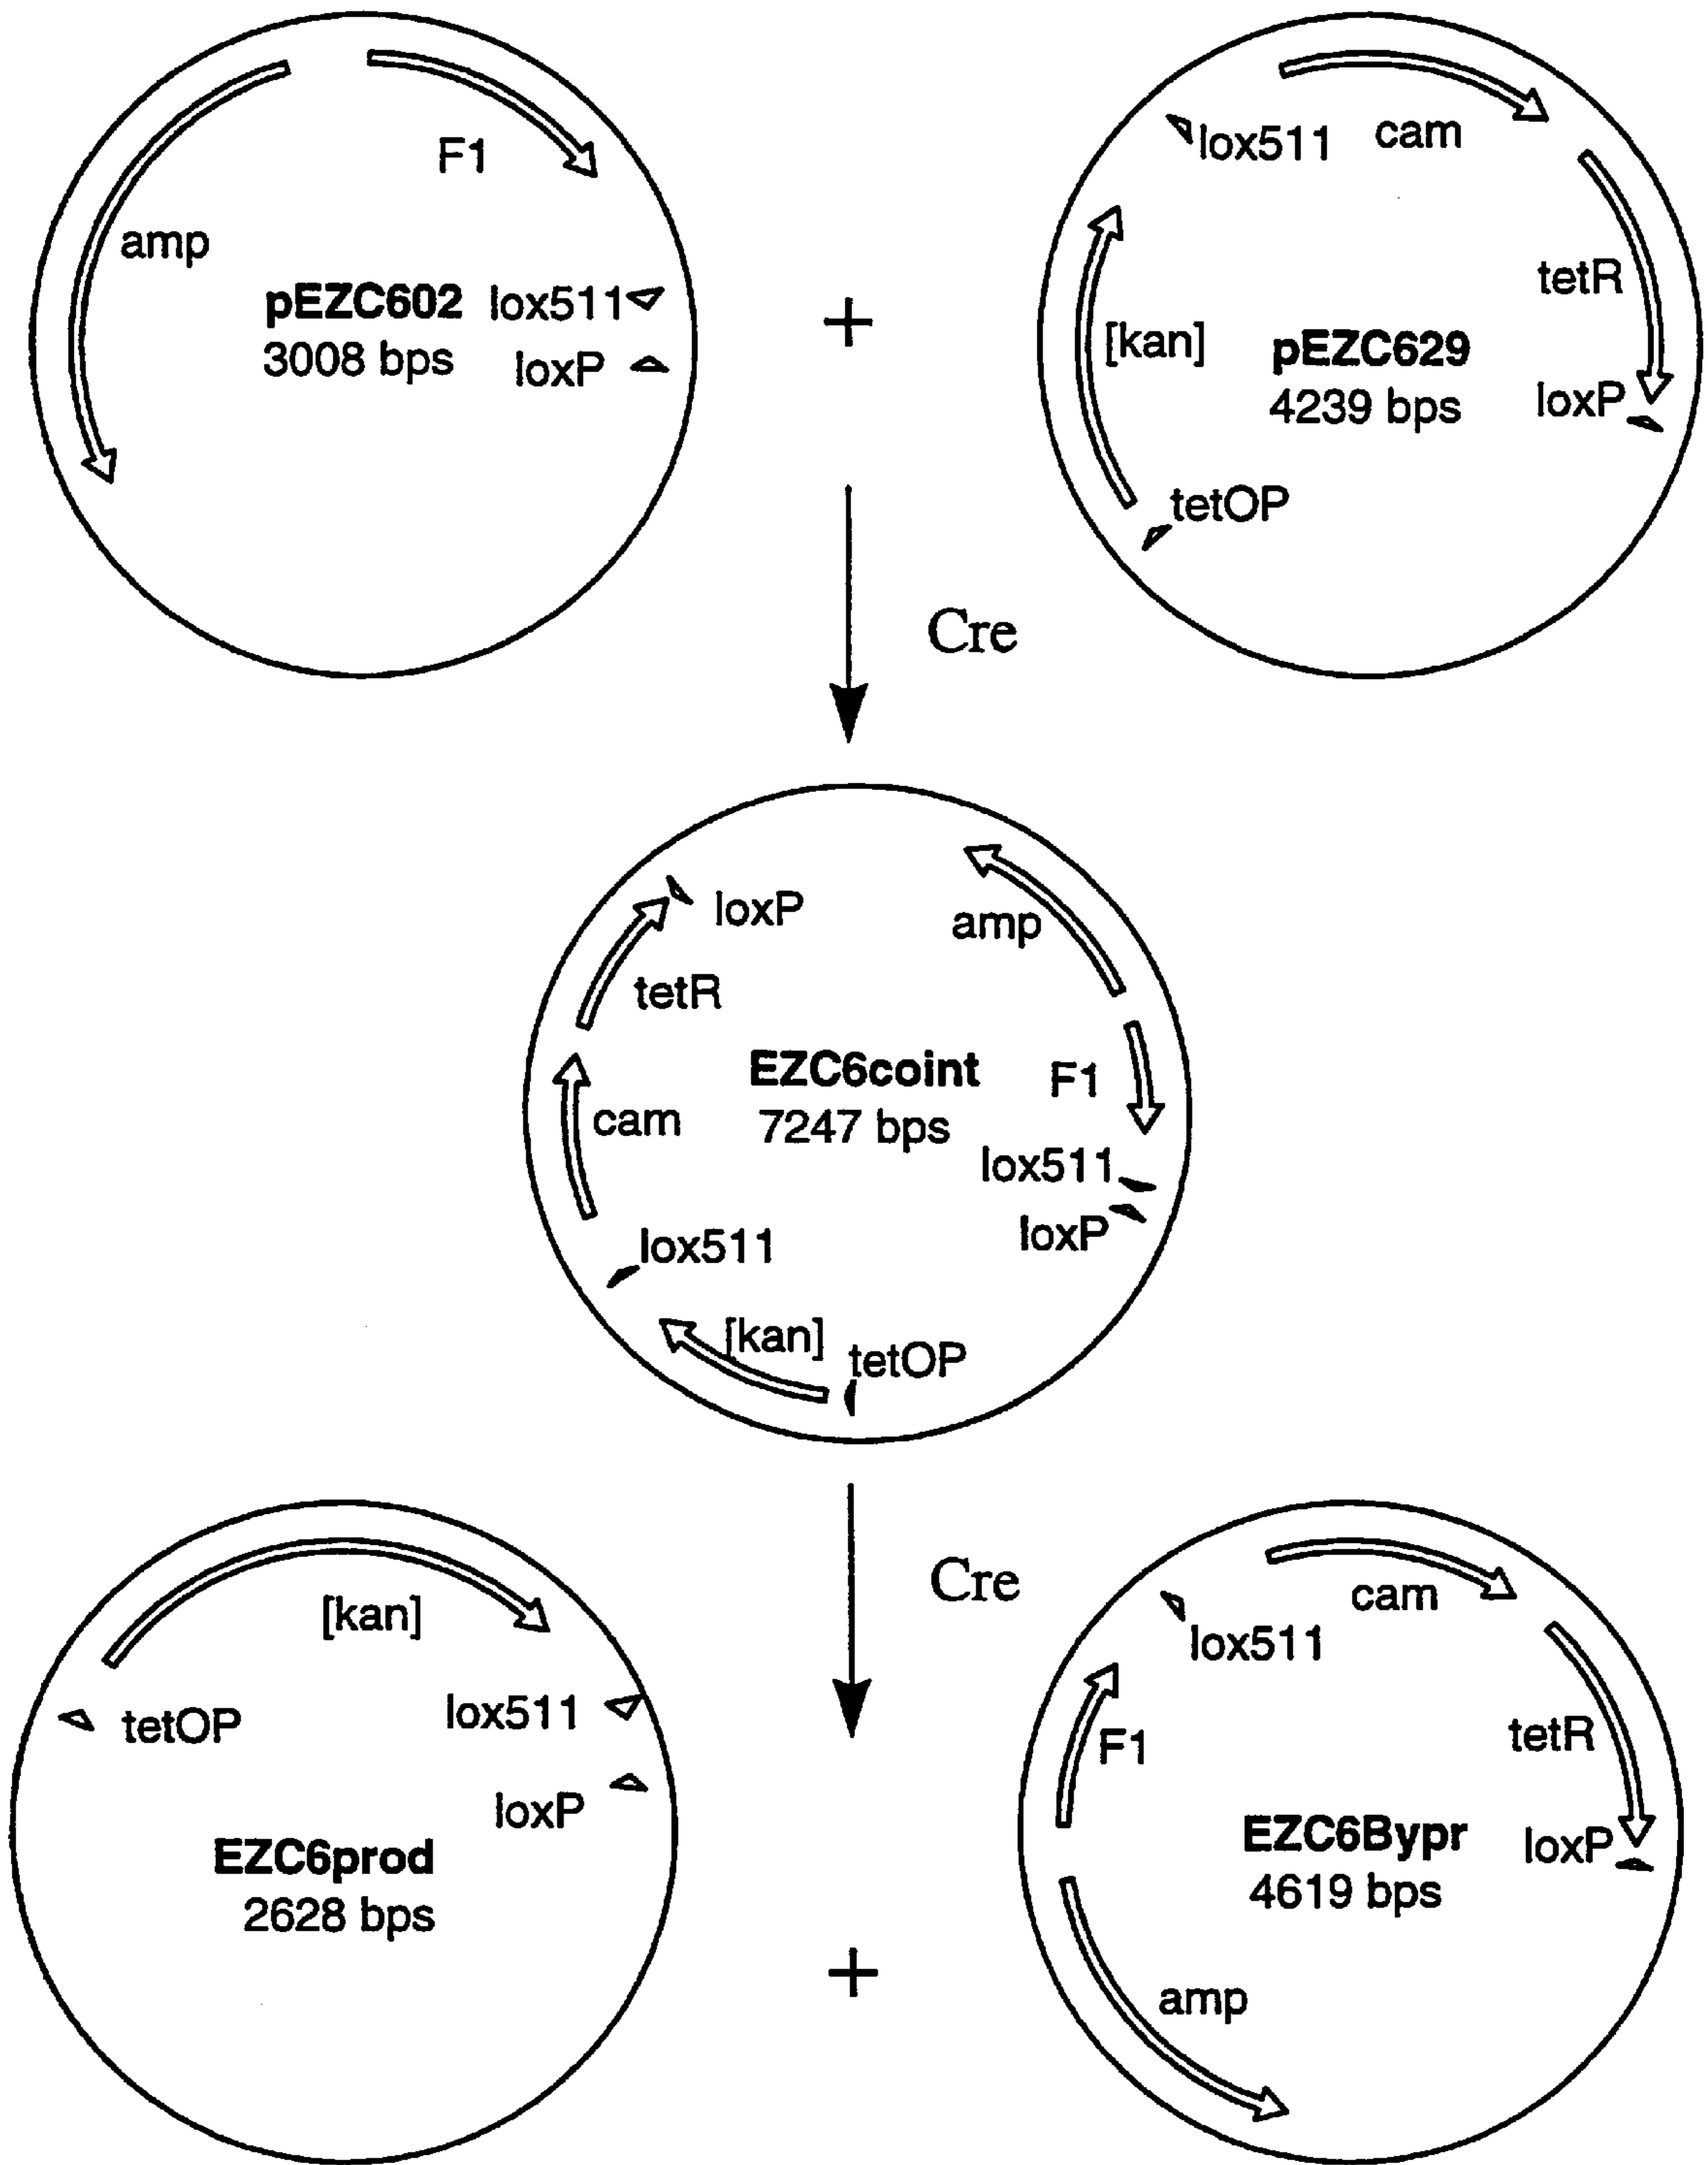 F1
amp
pEZC602
3008 bps
lox511
loxP
+
cam
lox511
tetR
[kan]
pEZC629
4239 bps
loxP
tetOP
Cre
loxP
amp
tetR
EZC6coint
7247 bps
F1
cam
lox511
loxP
lox511
[kan]
tetOP
Cre
[kan]
tetOP
lox511
loxP
EZC6prod
2628 bps
+
cam
lox511
F1
tetR
EZC6Bypr
4619 bps
loxP
amp